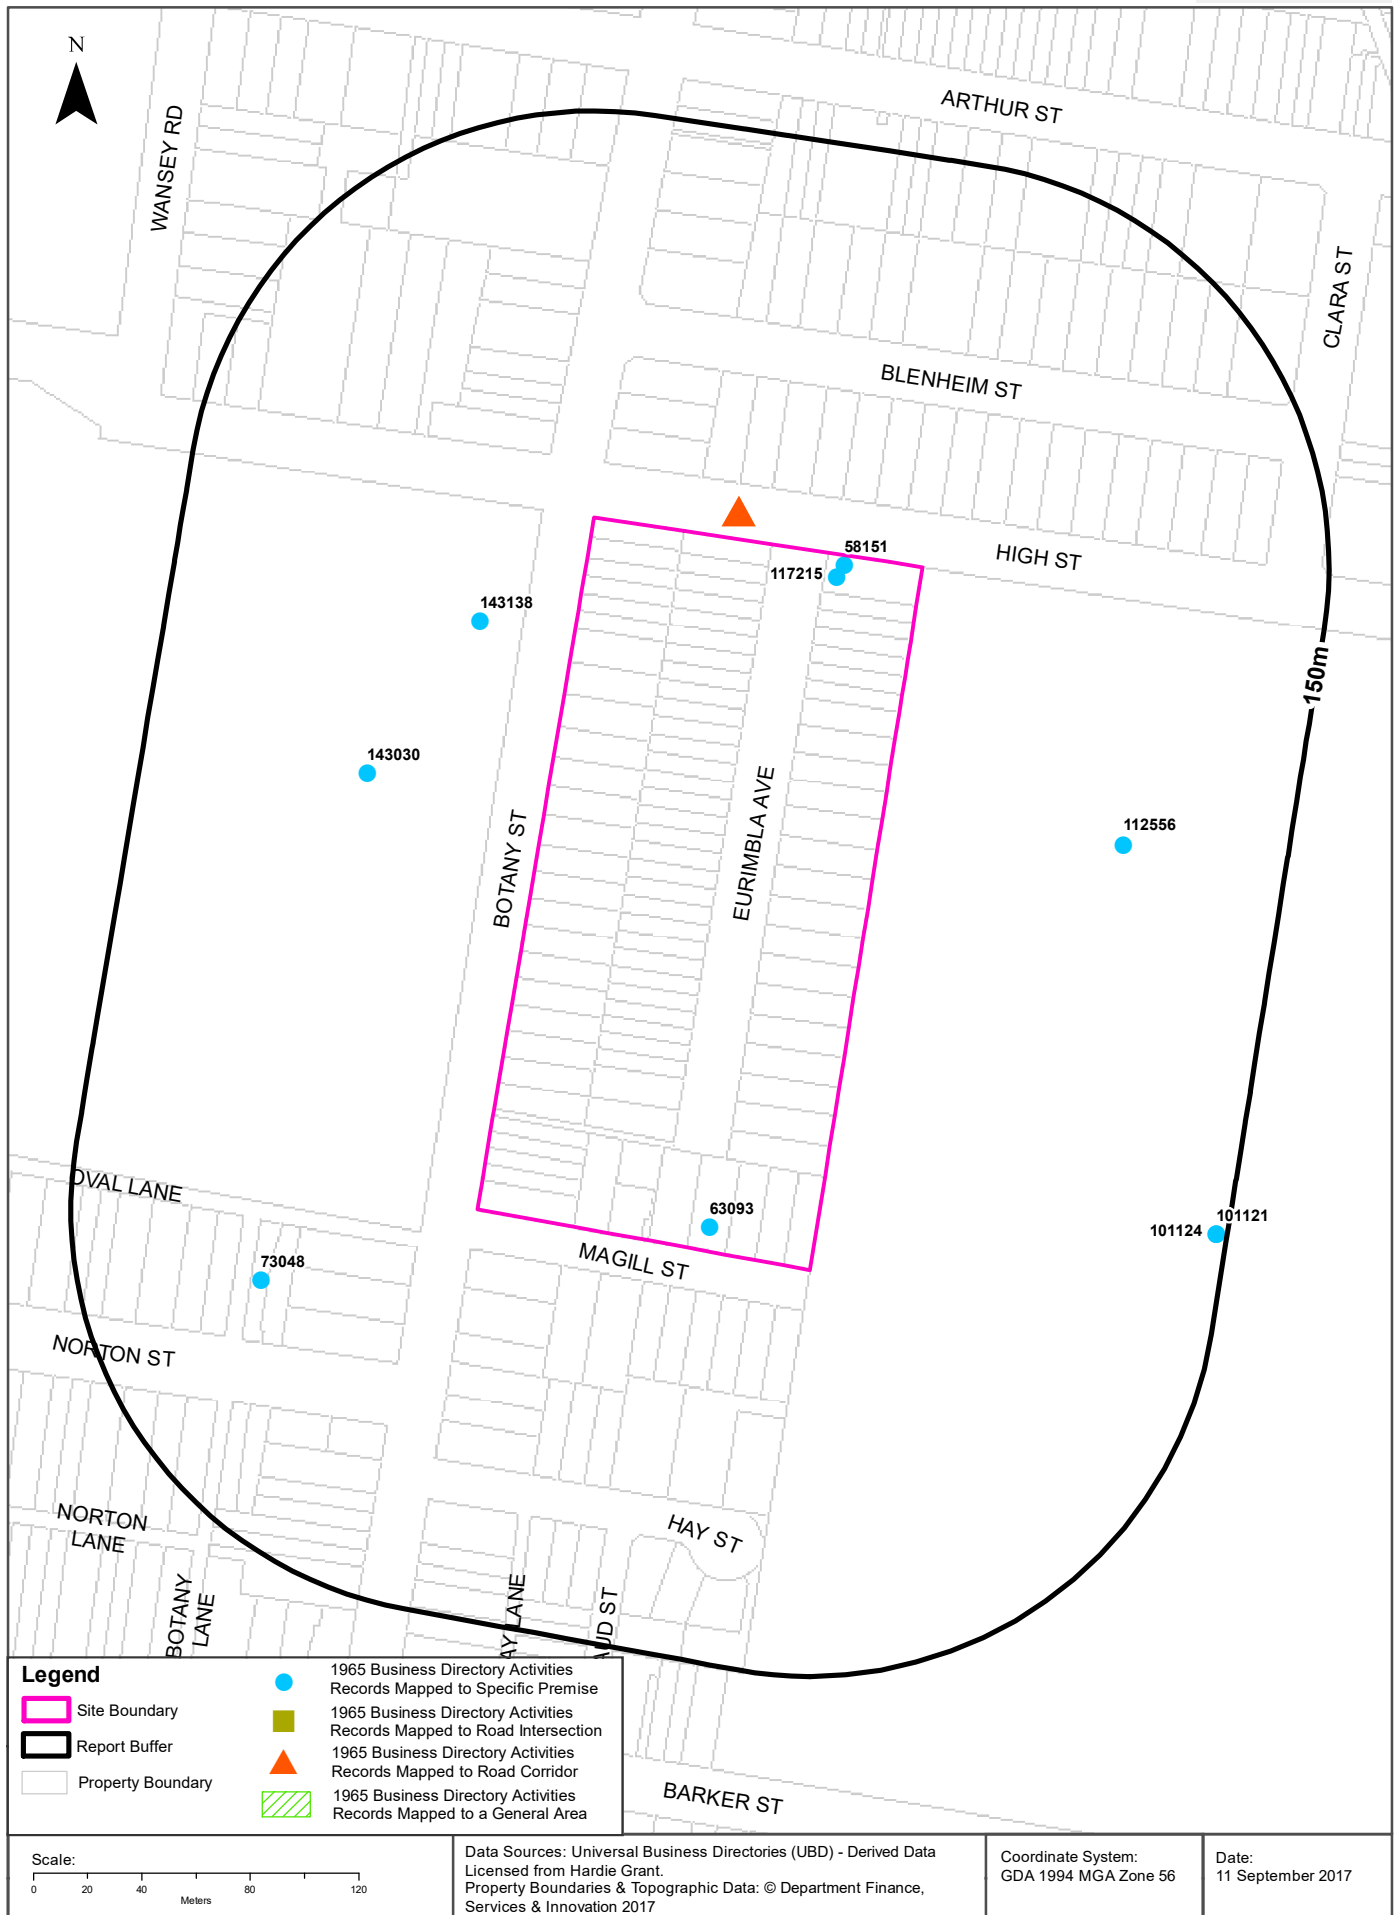 N
ARTHUR ST
WANSEY RD
CLARA ST
BLENHEIM ST
HIGH ST
58151
117215
143138
150m
143030
BOTANY ST
EURIMBLA AVE
112556
OVAL LANE
63093
101121
101124
MAGILL ST
73048
NORTON ST
NORTON
LANE
HAY ST
BOTANY
LANE
AY LANE
AUD ST
BARKER ST
Legend
Site Boundary
Report Buffer
Property Boundary
1965 Business Directory Activities
Records Mapped to Specific Premise
1965 Business Directory Activities
Records Mapped to Road Intersection
1965 Business Directory Activities
Records Mapped to Road Corridor
1965 Business Directory Activities
Records Mapped to a General Area
Scale:
0 20 40 80 120
Meters
Data Sources: Universal Business Directories (UBD) - Derived Data
Licensed from Hardie Grant.
Property Boundaries & Topographic Data: © Department Finance,
Services & Innovation 2017
Coordinate System:
GDA 1994 MGA Zone 56
Date:
11 September 2017